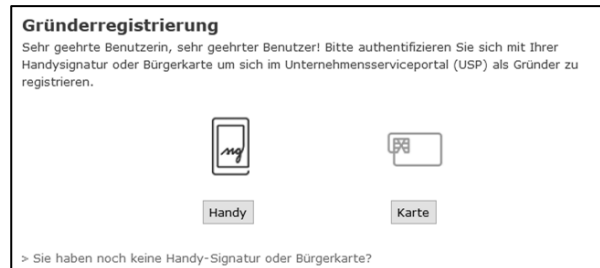 Gründerregistrierung
Sehr geehrte Benutzerin, sehr geehrter Benutzer! Bitte authentifizieren Sie sich mit Ihrer
Handysignatur oder Bürgerkarte um sich im Unternehmensserviceportal (USP) als Gründer zu
registrieren.
Handy
Karte
> Sie haben noch keine Handy-Signatur oder Bürgerkarte?